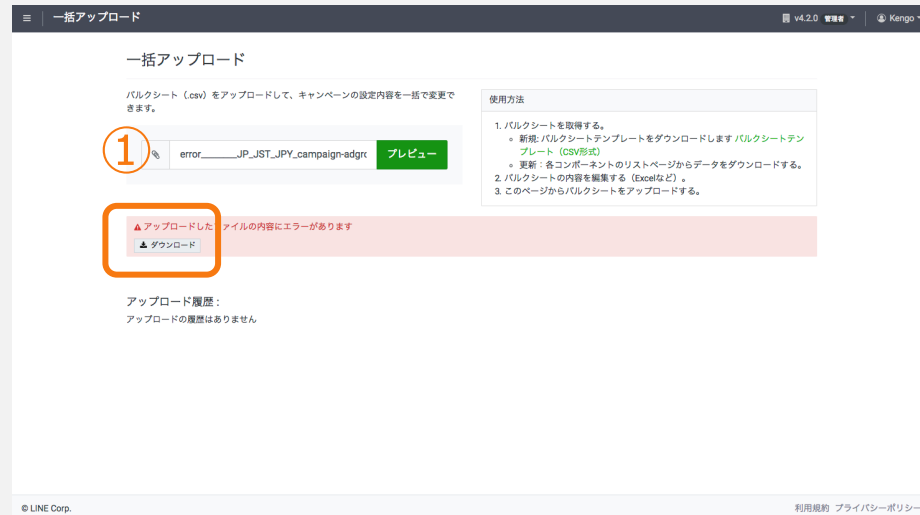 ≡ 一括アップロード v4.2.0 管理者 Kengo
一括アップロード
バルクシート（.csv）をアップロードして、キャンペーンの設定内容を一括で変更で
きます。
① error_______JP_JST_JPY_campaign-adgr プレビュー
使用方法
1. バルクシートを取得する。
新規: バルクシートテンプレートをダウンロードします バルクシートテン
プレート（CSV形式）
更新：各コンポーネントのリストページからデータをダウンロードする。
2. バルクシートの内容を編集する（Excelなど）。
3. このページからバルクシートをアップロードする。
アップロードしたファイルの内容にエラーがあります
ダウンロード
アップロード履歴 :
アップロードの履歴はありません
© LINE Corp. 利用規約 プライバシーポリシー